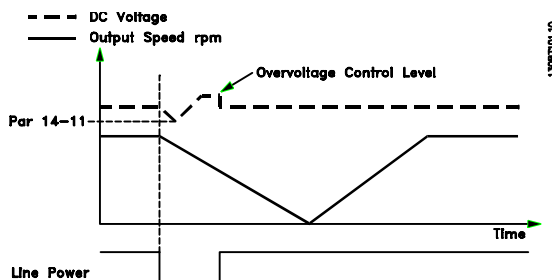 DC Voltage
Output Speed rpm
Overvoltage Control Level
Par 14-11
Time
Line Power